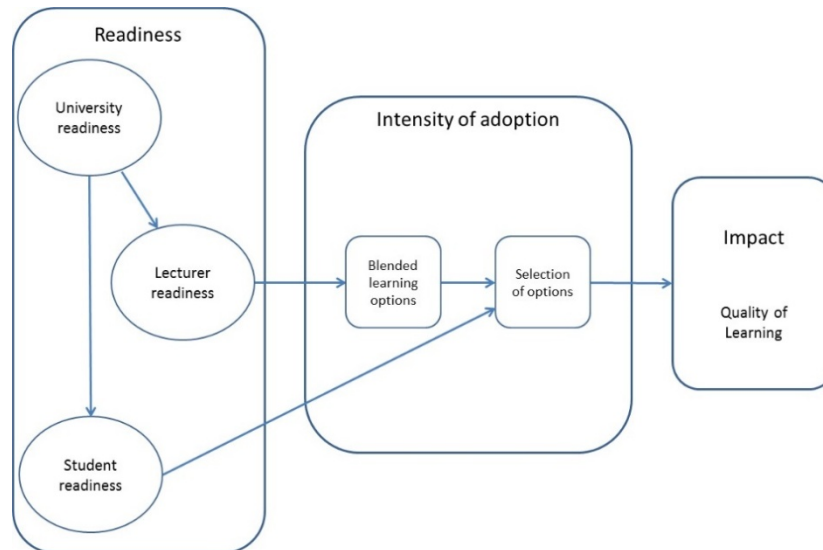 Readiness
University
readiness
Lecturer
readiness
Student
readiness
Intensity of adoption
Blended
learning
options
Selection
of options
Impact
Quality of
Learning